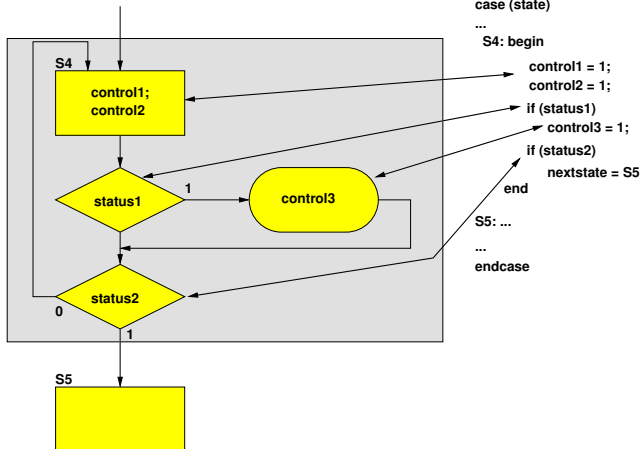 S4
control1;
control2
status1
1
control3
status2
0
1
S5
case (state)
...
S4: begin
control1 = 1;
control2 = 1;
if (status1)
control3 = 1;
if (status2)
nextstate = S5
end
S5: ...
...
endcase